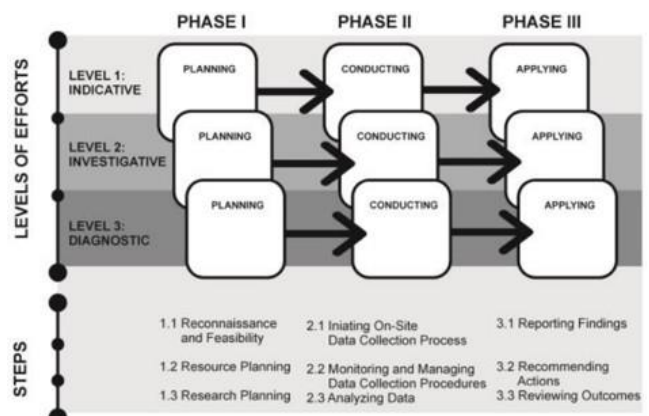 PHASE I PHASE II PHASE III
LEVELS OF EFFORTS
LEVEL 1:
INDICATIVE
PLANNING CONDUCTING APPLYING
LEVEL 2:
INVESTIGATIVE
PLANNING CONDUCTING APPLYING
LEVEL 3:
DIAGNOSTIC
PLANNING CONDUCTING APPLYING
STEPS
1.1 Reconnaissance
and Feasibility
1.2 Resource Planning
1.3 Research Planning
2.1 Iniating On-Site
Data Collection Process
2.2 Monitoring and Managing
Data Collection Procedures
2.3 Analyzing Data
3.1 Reporting Findings
3.2 Recommending
Actions
3.3 Reviewing Outcomes